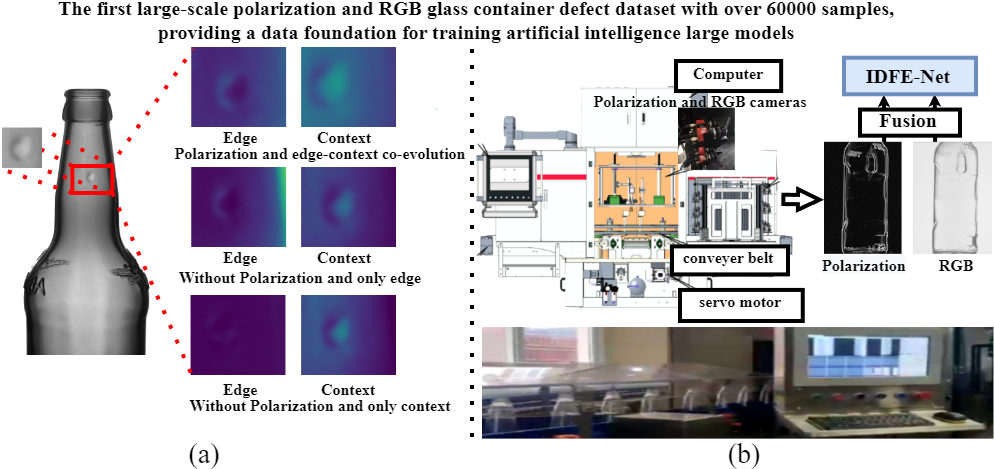 The first large-scale polarization and RGB glass container defect dataset with over 60000 samples,
providing a data foundation for training artificial intelligence large models
Edge Context
Polarization and edge-context co-evolution
Edge Context
Without Polarization and only edge
Edge Context
Without Polarization and only context
(a)
Computer
Polarization and RGB cameras
conveyer belt
servo motor
IDFE-Net
Fusion
Polarization RGB
(b)